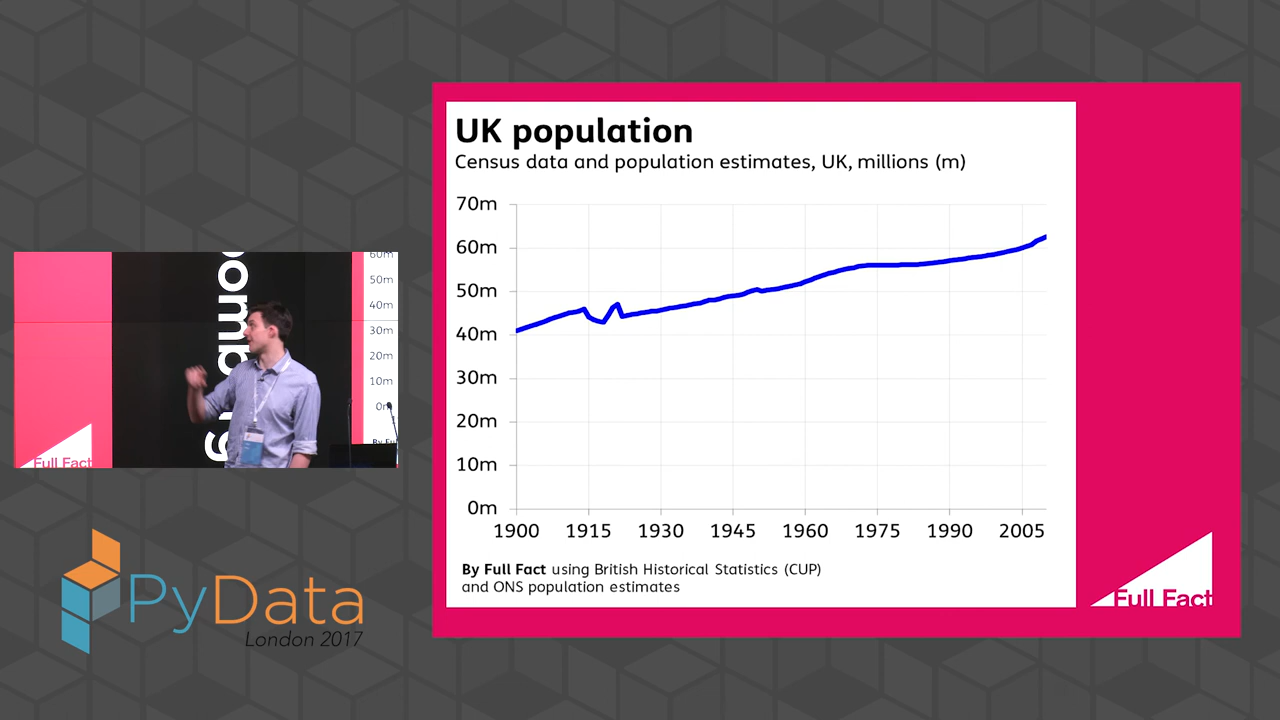 UK population
Census data and population estimates, UK, millions (m)
70m
60m
50m
40m
30m
20m
10m
0m
1900 1915 1930 1945 1960 1975 1990 2005
By Full Fact using British Historical Statistics (CUP)
and ONS population estimates
Full Fact
60m
50m
40m
30m
20m
10m
0m
By Fu
Full Fact
PyData
London 2017